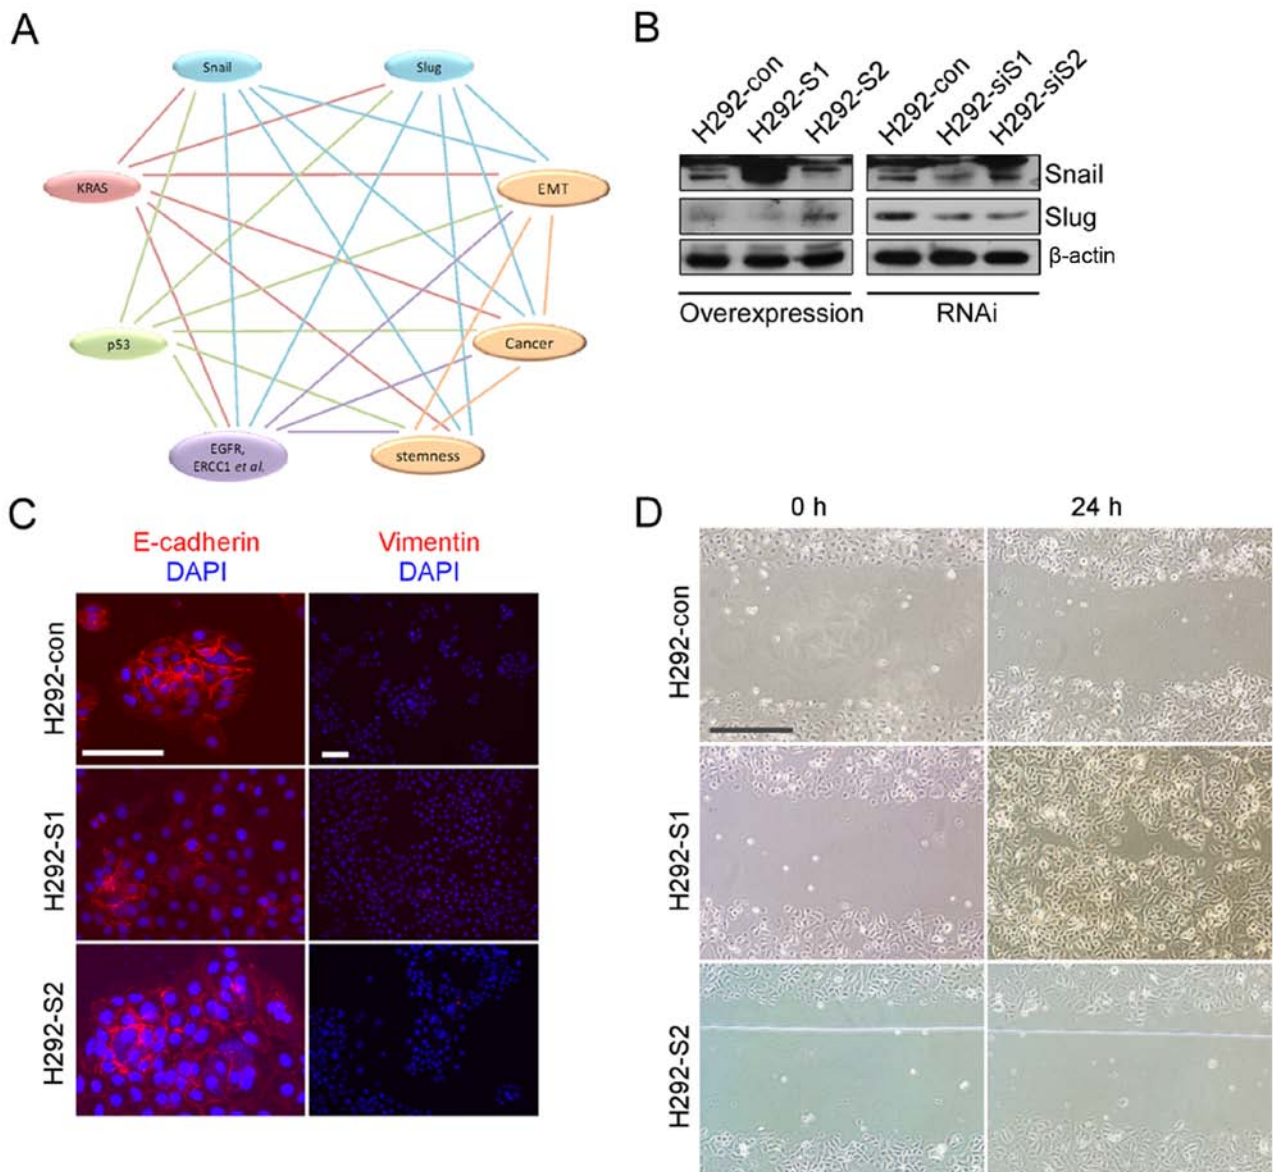 A
Snail
Slug
KRAS
EMT
p53
Cancer
EGFR,
ERCC1 et al.
stemness
B
H292-con
H292-S1
H292-S2
H292-con
H292-siS1
H292-siS2
Snail
Slug
β-actin
Overexpression
RNAi
C
E-cadherin
DAPI
Vimentin
DAPI
H292-con
H292-S1
H292-S2
D
0 h
24 h
H292-con
H292-S1
H292-S2